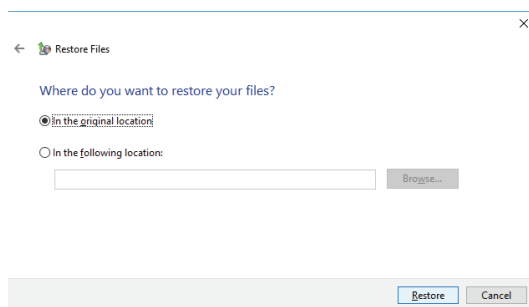 Restore Files
Where do you want to restore your files?
In the original location
In the following location:
Browse...
Restore Cancel